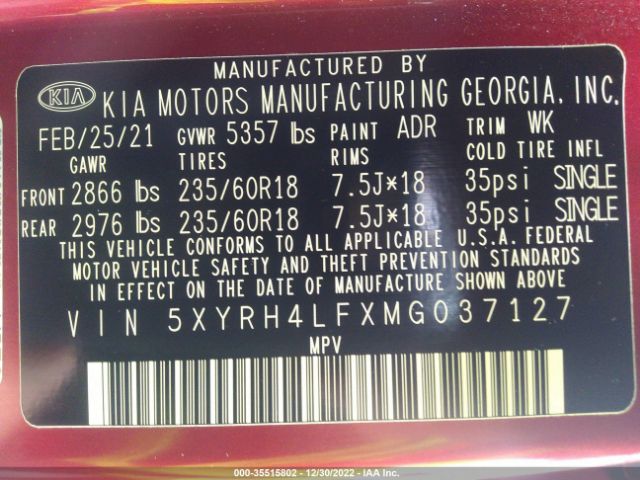 MANUFACTURED BY
KIA KIA MOTORS MANUFACTURING GEORGIA, INC.
FEB/25/21 GVWR 5357 lbs PAINT ADR TRIM WK
GAWR TIRES RIMS COLD TIRE INFL
FRONT 2866 lbs 235/60R18 7.5J×18 35psi SINGLE
REAR 2976 lbs 235/60R18 7.5J×18 35psi SINGLE
THIS VEHICLE CONFORMS TO ALL APPLICABLE U.S.A. FEDERAL
MOTOR VEHICLE SAFETY AND THEFT PREVENTION STANDARDS
IN EFFECT ON THE DATE OF MANUFACTURE SHOWN ABOVE
VIN 5XYRH4LFXMG037127
MPV
000-35515802 - 12/30/2022 - IAA Inc.